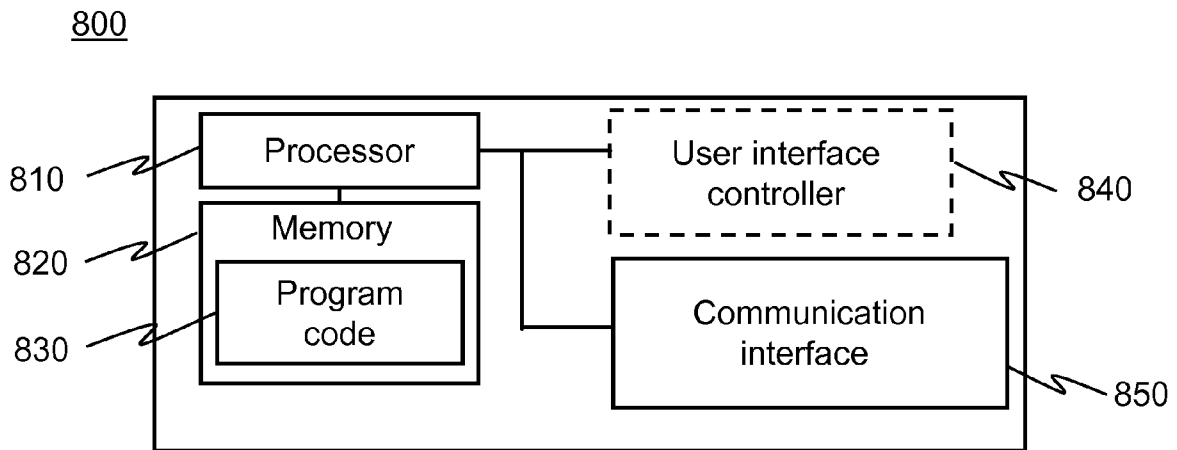 800
Processor
810
Memory
820
Program
code
830
User interface
controller
840
Communication
interface
850